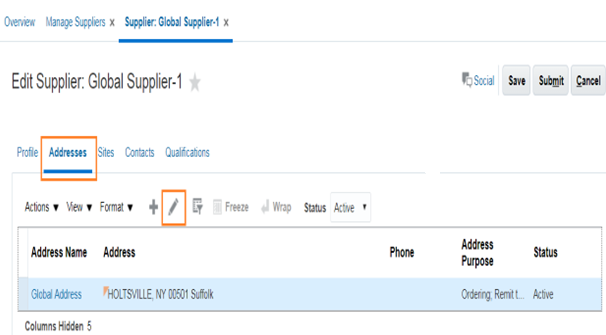 Overview Manage Suppliers x Supplier: Global Supplier-1 x
Edit Supplier: Global Supplier-1 Social Save Submit Cancel
Profile Addresses Sites Contacts Qualifications
Actions ▼ View ▼ Format ▼ Freeze Wrap Status Active ▼
Address Name Address Phone Address Purpose Status
Global Address HOLTSVILLE, NY 00501 Suffolk Ordering; Remit t... Active
Columns Hidden 5